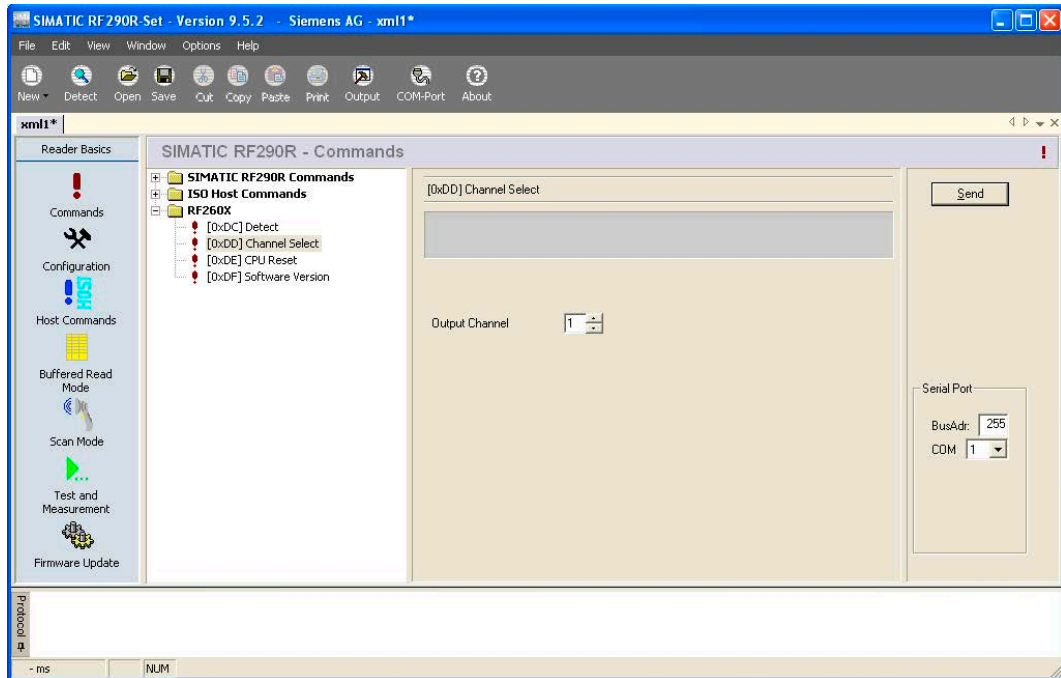 SIMATIC RF290R-Set - Version 9.5.2 - Siemens AG - xml1*
File Edit View Window Options Help
New Detect Open Save Cut Copy Paste Print Output COM-Port About
xml1*
Reader Basics
SIMATIC RF290R - Commands
Commands
Configuration
HOST
Host Commands
Buffered Read
Mode
Scan Mode
Test and
Measurement
Firmware Update
SIMATIC RF290R Commands
ISO Host Commands
RF260X
[0xDC] Detect
[0xDD] Channel Select
[0xDE] CPU Reset
[0xDF] Software Version
[0xDD] Channel Select
Output Channel 1
Send
Serial Port
BusAdr: 255
COM 1
Protocol
- ms NUM